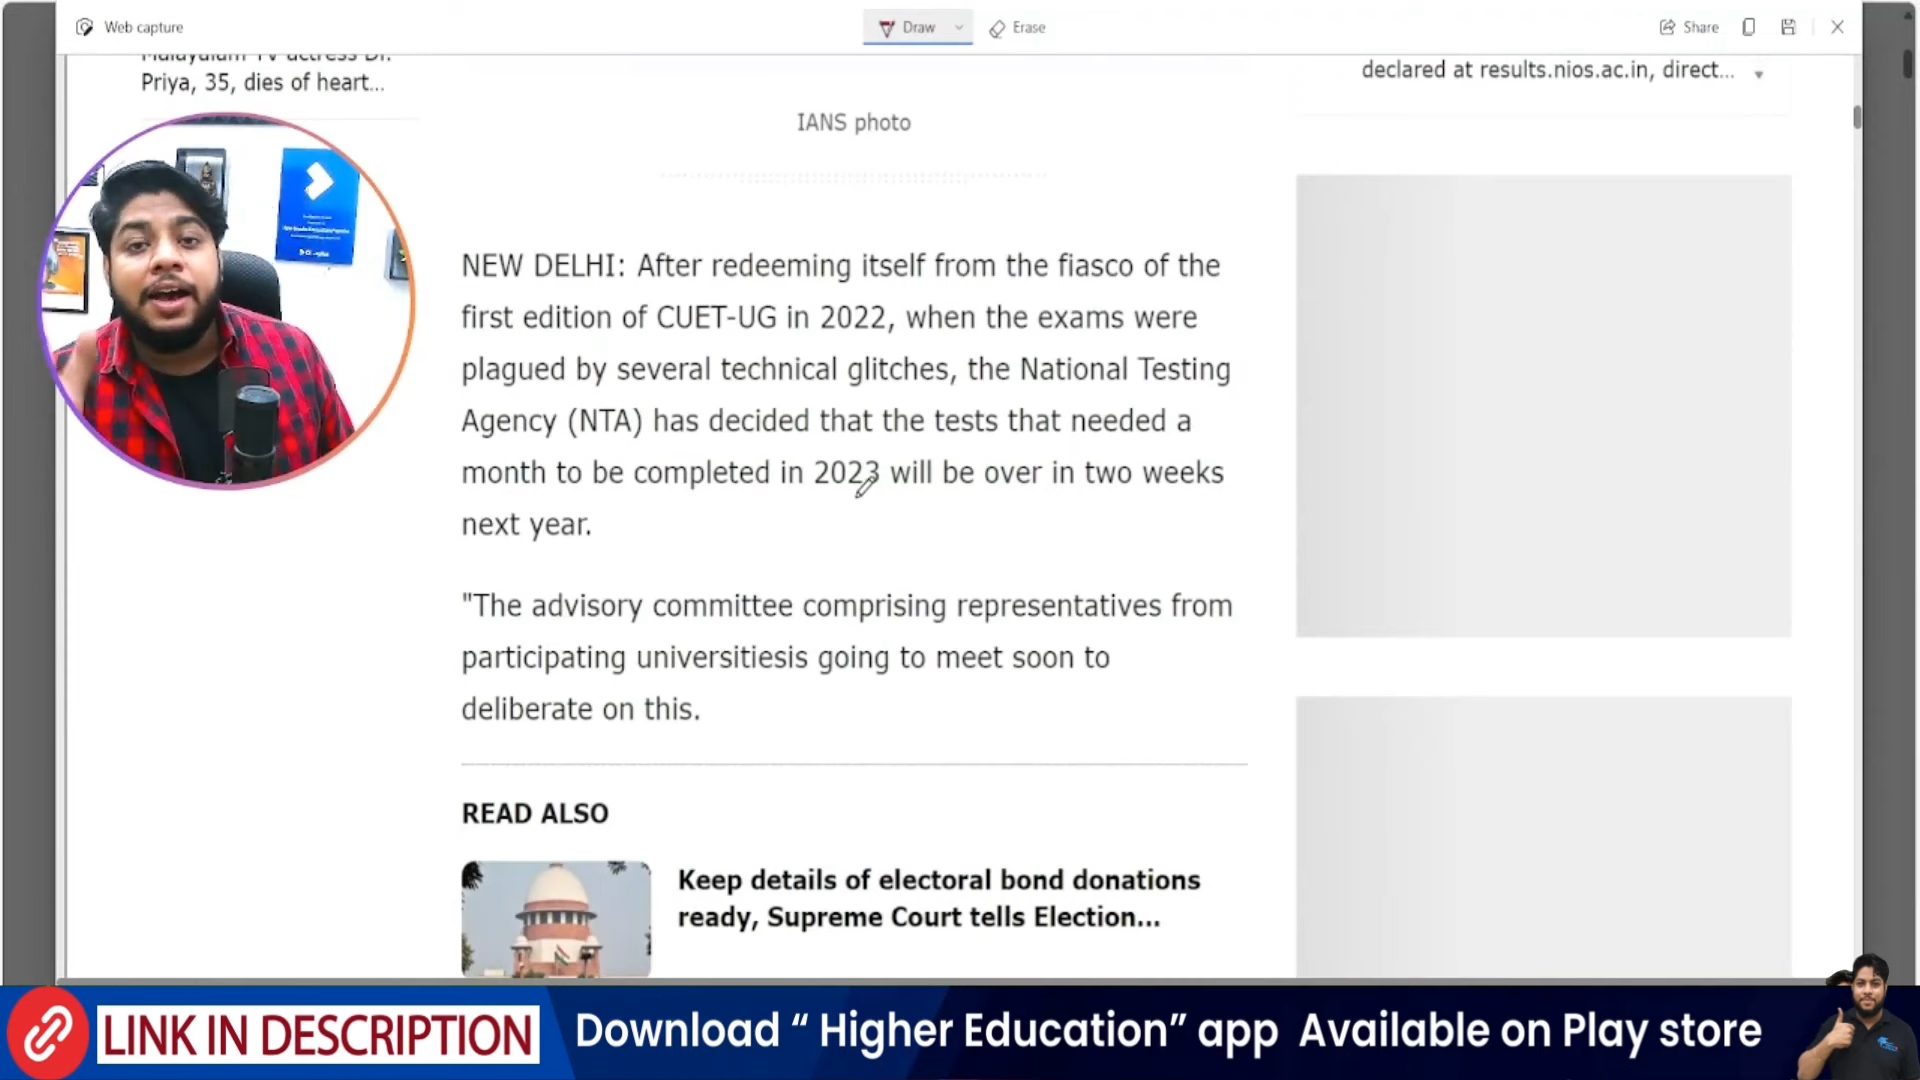 Web capture
Draw
Erase
Share
Malayalam TV actress Dr.
Priya, 35, dies of heart...
declared at results.nios.ac.in, direct...
IANS photo
NEW DELHI: After redeeming itself from the fiasco of the
first edition of CUET-UG in 2022, when the exams were
plagued by several technical glitches, the National Testing
Agency (NTA) has decided that the tests that needed a
month to be completed in 2023 will be over in two weeks
next year.
"The advisory committee comprising representatives from
participating universitiesis going to meet soon to
deliberate on this.
READ ALSO
Keep details of electoral bond donations
ready, Supreme Court tells Election...
LINK IN DESCRIPTION
Download “ Higher Education” app Available on Play store